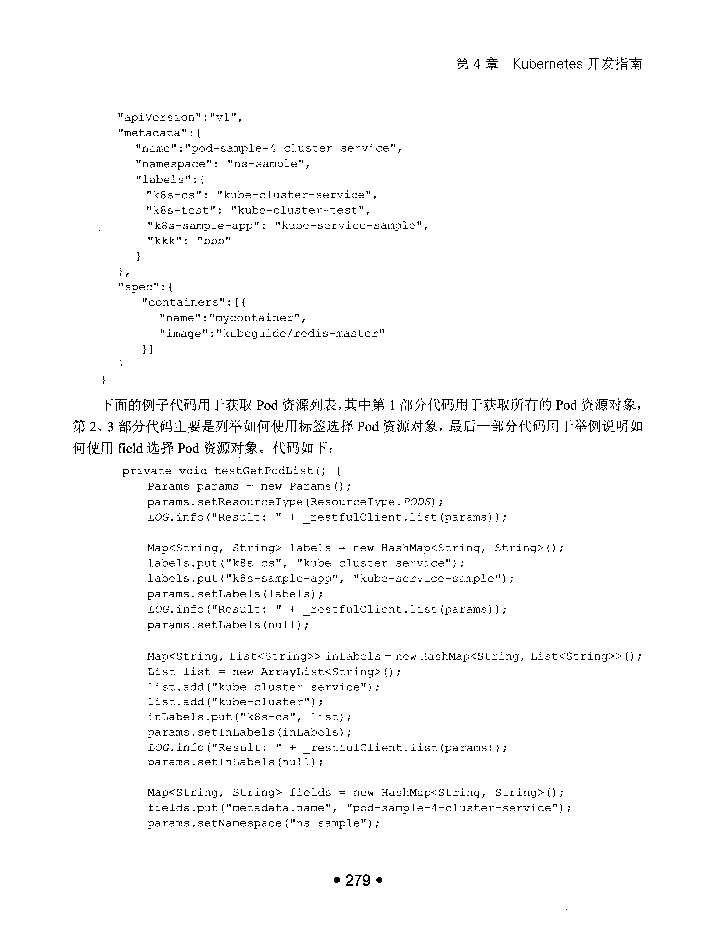 第 4 章　Kubernetes 开发指南
"apiVersion":"v1",
"metadata":{
"name":"pod-sample-4-cluster-service",
"namespace": "ns-sample",
"labels":{
"k8s-cs": "kube-cluster-service",
"k8s-test": "kube-cluster-test",
"k8s-sample-app": "kube-service-sample",
"kkk": "bbb"
}
},
"spec":{
"containers":[{
"name":"mycontainer",
"image":"kubeguide/redis-master"
}]
}
}
下面的例子代码用于获取 Pod 资源列表,其中第 1 部分代码用于获取所有的 Pod 资源对象,
第 2、3 部分代码主要是列举如何使用标签选择 Pod 资源对象,最后一部分代码用于举例说明如
何使用 field 选择 Pod 资源对象。代码如下:
private void testGetPodList() {
Params params = new Params();
params.setResourceType(ResourceType.PODS);
LOG.info("Result: " + _restfulClient.list(params));
Map<String, String> labels = new HashMap<String, String>();
labels.put("k8s-cs", "kube-cluster-service");
labels.put("k8s-sample-app", "kube-service-sample");
params.setLabels(labels);
LOG.info("Result: " + _restfulClient.list(params));
params.setLabels(null);
Map<String, List<String>> inLabels = new HashMap<String, List<String>>();
List list = new ArrayList<String>();
list.add("kube-cluster-service");
list.add("kube-cluster");
inLabels.put("k8s-cs", list);
params.setInLabels(inLabels);
LOG.info("Result: " + _restfulClient.list(params));
params.setInLabels(null);
Map<String, String> fields = new HashMap<String, String>();
fields.put("metadata.name", "pod-sample-4-cluster-service");
params.setNamespace("ns-sample");
• 279 •